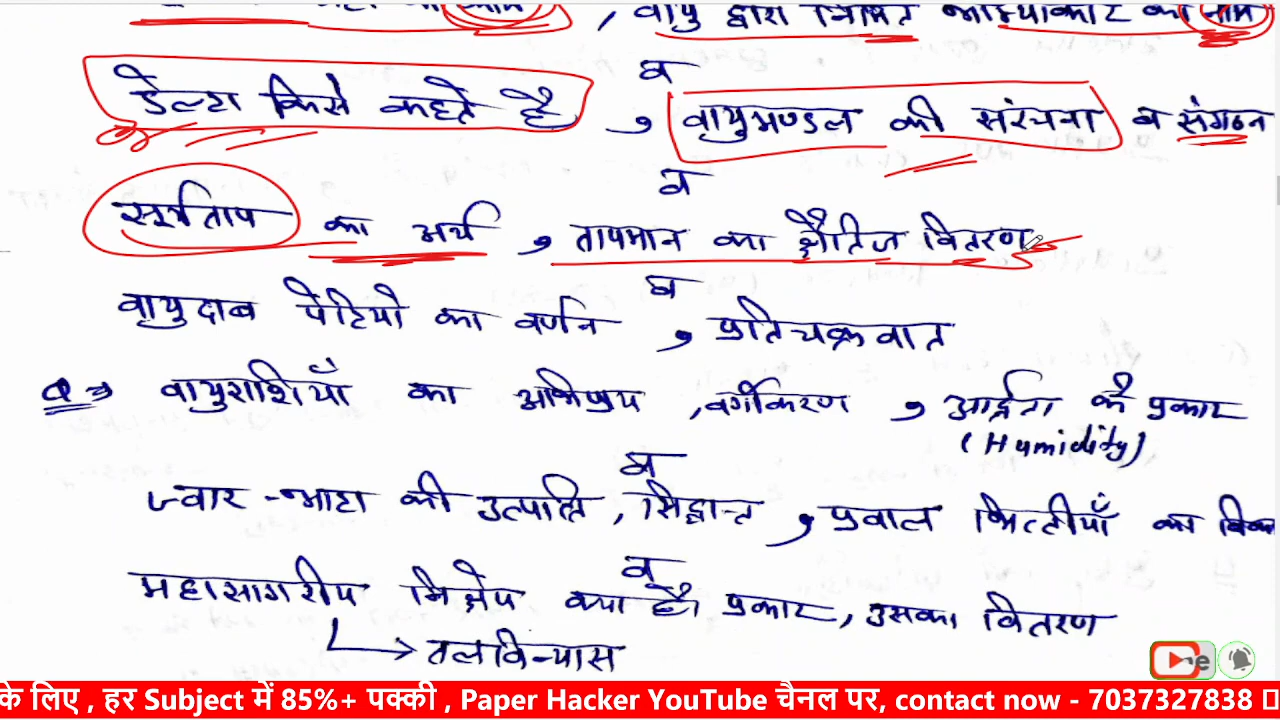 , वायु द्वारा निर्मित भाम्याकार का नाम
व
डेल्टा किसे कहते है, वायुमण्डल की संरचना व संगठन
व
सूर्यताप का अर्थ, तापमान का क्षैतिज वितरण
व
वायुदाब पेटियो का वर्णन, प्रतिचक्रवात
Q ⇒ वायुराशियाँ का अभिप्राय, वर्गीकरण, आर्द्रता के प्रकार
(Humidity)
व
ज्वार-भाटा की उत्पत्ति, सिद्धान्त, प्रवाल भित्तीयाँ का
व
महासागरीय निक्षेप क्या है। प्रकार, उसका वितरण
→ तलविन्यास
के लिए , हर Subject में 85%+ पक्की , Paper Hacker YouTube चैनल पर, contact now - 7037327838